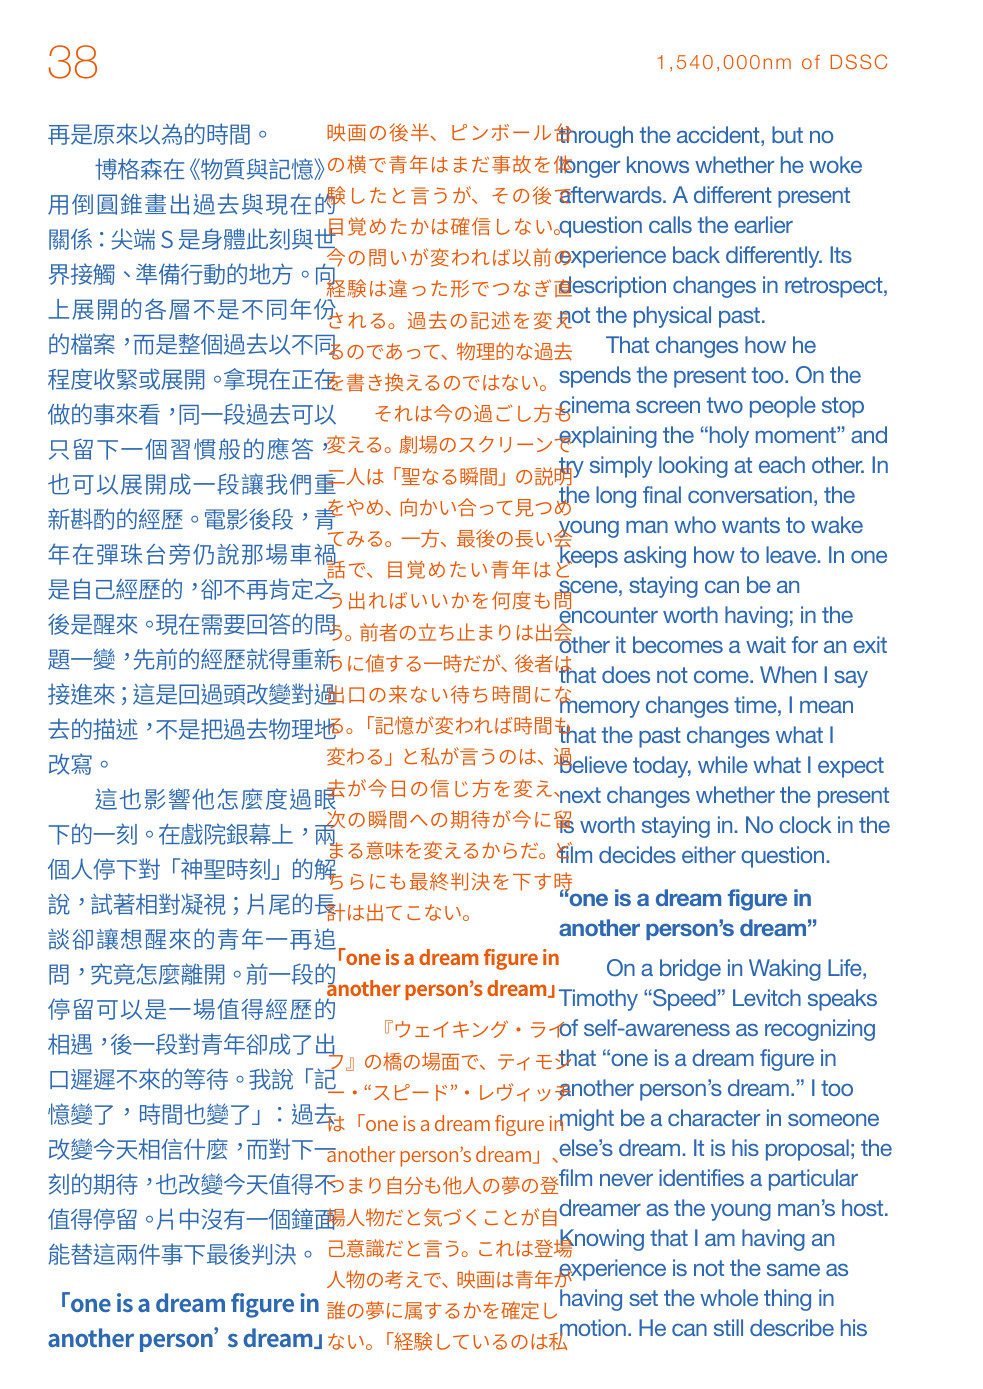 38
1,540,000nm of DSSC
再是原來以為的時間。
博格森在《物質與記憶》
用倒圓錐畫出過去與現在的
關係：尖端 S 是身體此刻與世
界接觸、準備行動的地方。向
上展開的各層不是不同年份
的檔案，而是整個過去以不同
程度收緊或展開。拿現在正在
做的事來看，同一段過去可以
只留下一個習慣般的應答，
也可以展開成一段讓我們重
新斟酌的經歷。電影後段，青
年在彈珠台旁仍說那場車禍
是自己經歷的，卻不再肯定之
後是醒來。現在需要回答的問
題一變，先前的經歷就得重新
接進來；這是回過頭改變對過
去的描述，不是把過去物理地
改寫。
這也影響他怎麼度過眼
下的一刻。在戲院銀幕上，兩
個人停下對「神聖時刻」的解
說，試著相對凝視；片尾的長
談卻讓想醒來的青年一再追
問，究竟怎麼離開。前一段的
停留可以是一場值得經歷的
相遇，後一段對青年卻成了出
口遲遲不來的等待。我說「記
憶變了，時間也變了」：過去
改變今天相信什麼，而對下一
刻的期待，也改變今天值得不
值得停留。片中沒有一個鐘面
能替這兩件事下最後判決。
「one is a dream figure in
another person’s dream」
映画の後半、ピンボール台
の横で青年はまだ事故を体
験したと言うが、その後で
目覚めたかは確信しない。
今の問いが変われば以前の
経験は違った形でつなぎ直
される。過去の記述を変え
るのであって、物理的な過去
を書き換えるのではない。
それは今の過ごし方も
変える。劇場のスクリーンで
二人は「聖なる瞬間」の説明
をやめ、向かい合って見つめ
てみる。一方、最後の長い会
話で、目覚めたい青年はど
う出ればいいかを何度も問
う。前者の立ち止まりは出会
うに値する一時だが、後者は
出口の来ない待ち時間にな
る。「記憶が変われば時間も
変わる」と私が言うのは、過
去が今日の信じ方を変え、
次の瞬間への期待が今に留
まる意味を変えるからだ。ど
ちらにも最終判決を下す時
計は出てこない。
「one is a dream figure in
another person’s dream」
『ウェイキング・ライ
フ』の橋の場面で、ティモシ
ー・“スピード”・レヴィッチ
は「one is a dream figure in
another person’s dream」、
つまり自分も他人の夢の登
場人物だと気づくことが自
己意識だと言う。これは登場
人物の考えで、映画は青年が
誰の夢に属するかを確定し
ない。「経験しているのは私
through the accident, but no
longer knows whether he woke
afterwards. A different present
question calls the earlier
experience back differently. Its
description changes in retrospect,
not the physical past.
That changes how he
spends the present too. On the
cinema screen two people stop
explaining the “holy moment” and
try simply looking at each other. In
the long final conversation, the
young man who wants to wake
keeps asking how to leave. In one
scene, staying can be an
encounter worth having; in the
other it becomes a wait for an exit
that does not come. When I say
memory changes time, I mean
that the past changes what I
believe today, while what I expect
next changes whether the present
is worth staying in. No clock in the
film decides either question.
“one is a dream figure in
another person’s dream”
On a bridge in Waking Life,
Timothy “Speed” Levitch speaks
of self-awareness as recognizing
that “one is a dream figure in
another person’s dream.” I too
might be a character in someone
else’s dream. It is his proposal; the
film never identifies a particular
dreamer as the young man’s host.
Knowing that I am having an
experience is not the same as
having set the whole thing in
motion. He can still describe his